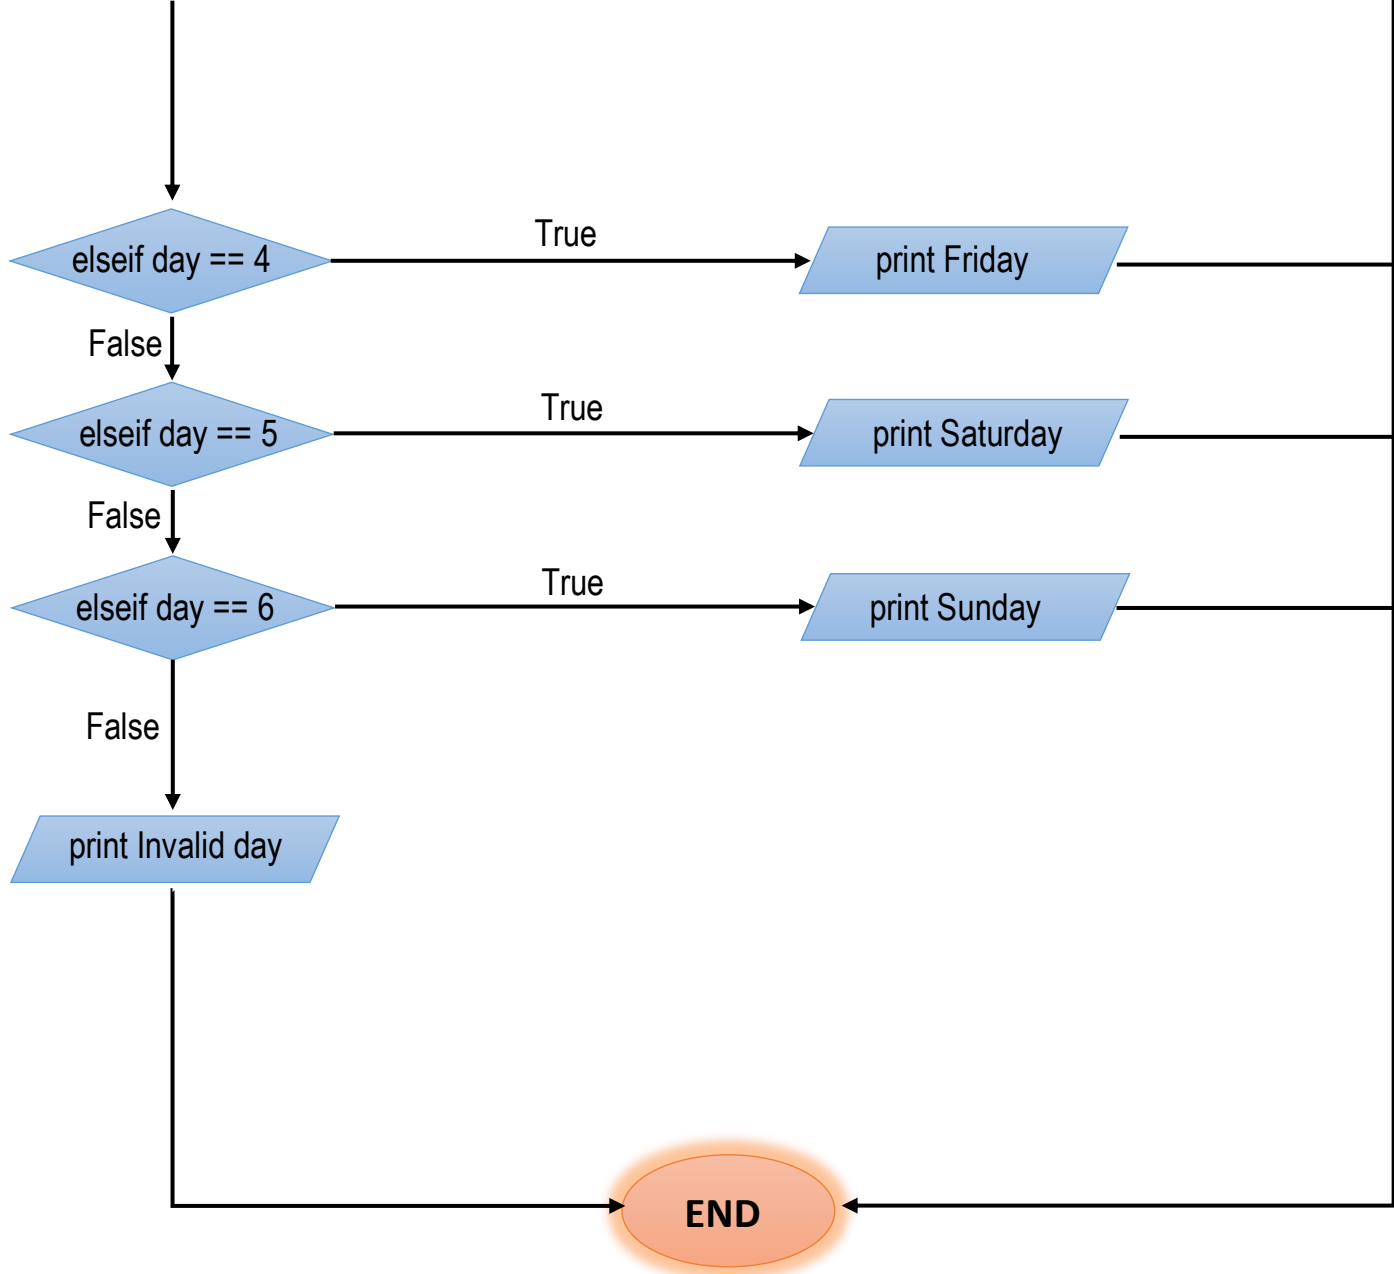 True
elseif day == 4
print Friday
False
True
elseif day == 5
print Saturday
False
True
elseif day == 6
print Sunday
False
print Invalid day
END